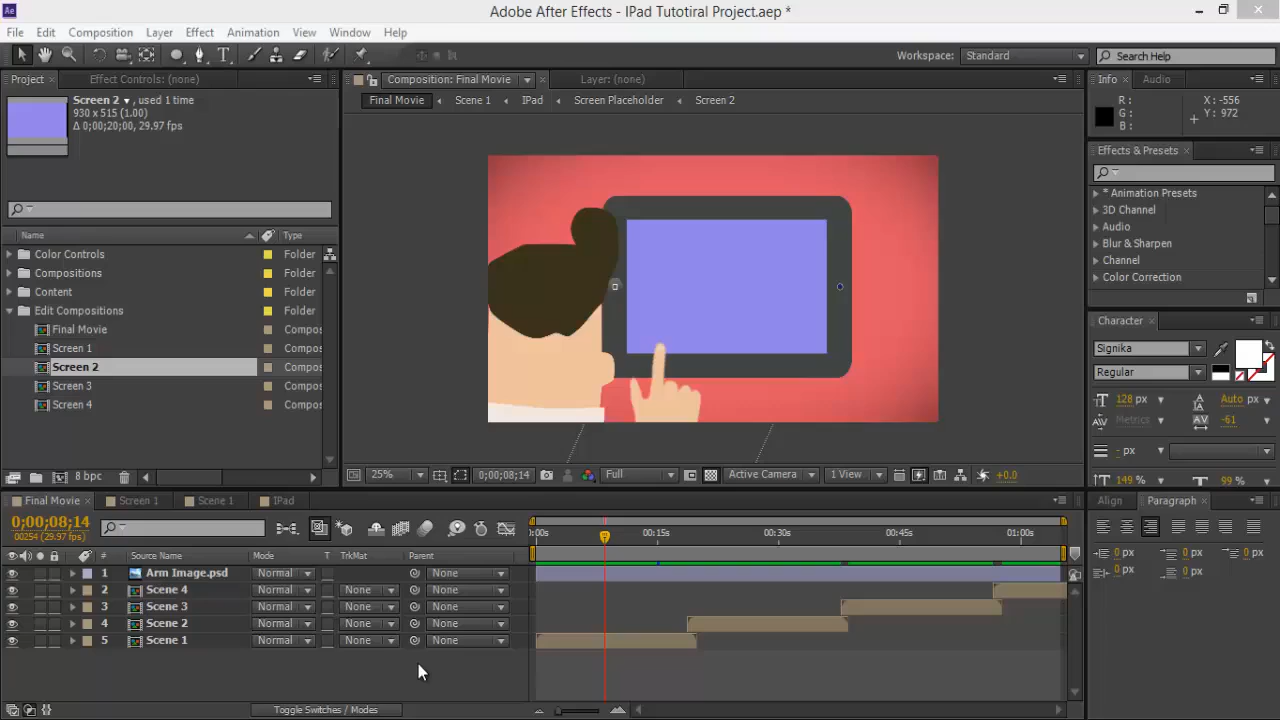 Ae
Adobe After Effects - IPad Tutotiral Project.aep *
File Edit Composition Layer Effect Animation View Window Help
Workspace: Standard Search Help
Project Effect Controls: (none)
Composition: Final Movie Layer: (none)
Info Audio
Screen 2 , used 1 time
930 x 515 (1.00)
Δ 0;00;20;00, 29.97 fps
Final Movie Scene 1 IPad Screen Placeholder Screen 2
R :
G :
B :
X: -556
Y: 972
Effects & Presets
* Animation Presets
3D Channel
Audio
Blur & Sharpen
Channel
Color Correction
Name Type
Color Controls Folder
Compositions Folder
Content Folder
Edit Compositions Folder
Final Movie Compos
Screen 1 Compos
Screen 2 Compos
Screen 3 Compos
Screen 4 Compos
Character
Signika
Regular
128 px Auto px
Metrics -61
- px
149 % 99 %
8 bpc
25% 0;00;08;14 Full Active Camera 1 View +0.0
Final Movie Screen 1 Scene 1 IPad
Align Paragraph
0;00;08;14
00254 (29.97 fps)
:00s 00:15s 00:30s 00:45s 01:00s
0 px 0 px 0 px
0 px 0 px
# Source Name Mode T TrkMat Parent
1 Arm Image.psd Normal None
2 Scene 4 Normal None None
3 Scene 3 Normal None None
4 Scene 2 Normal None None
5 Scene 1 Normal None None
Toggle Switches / Modes